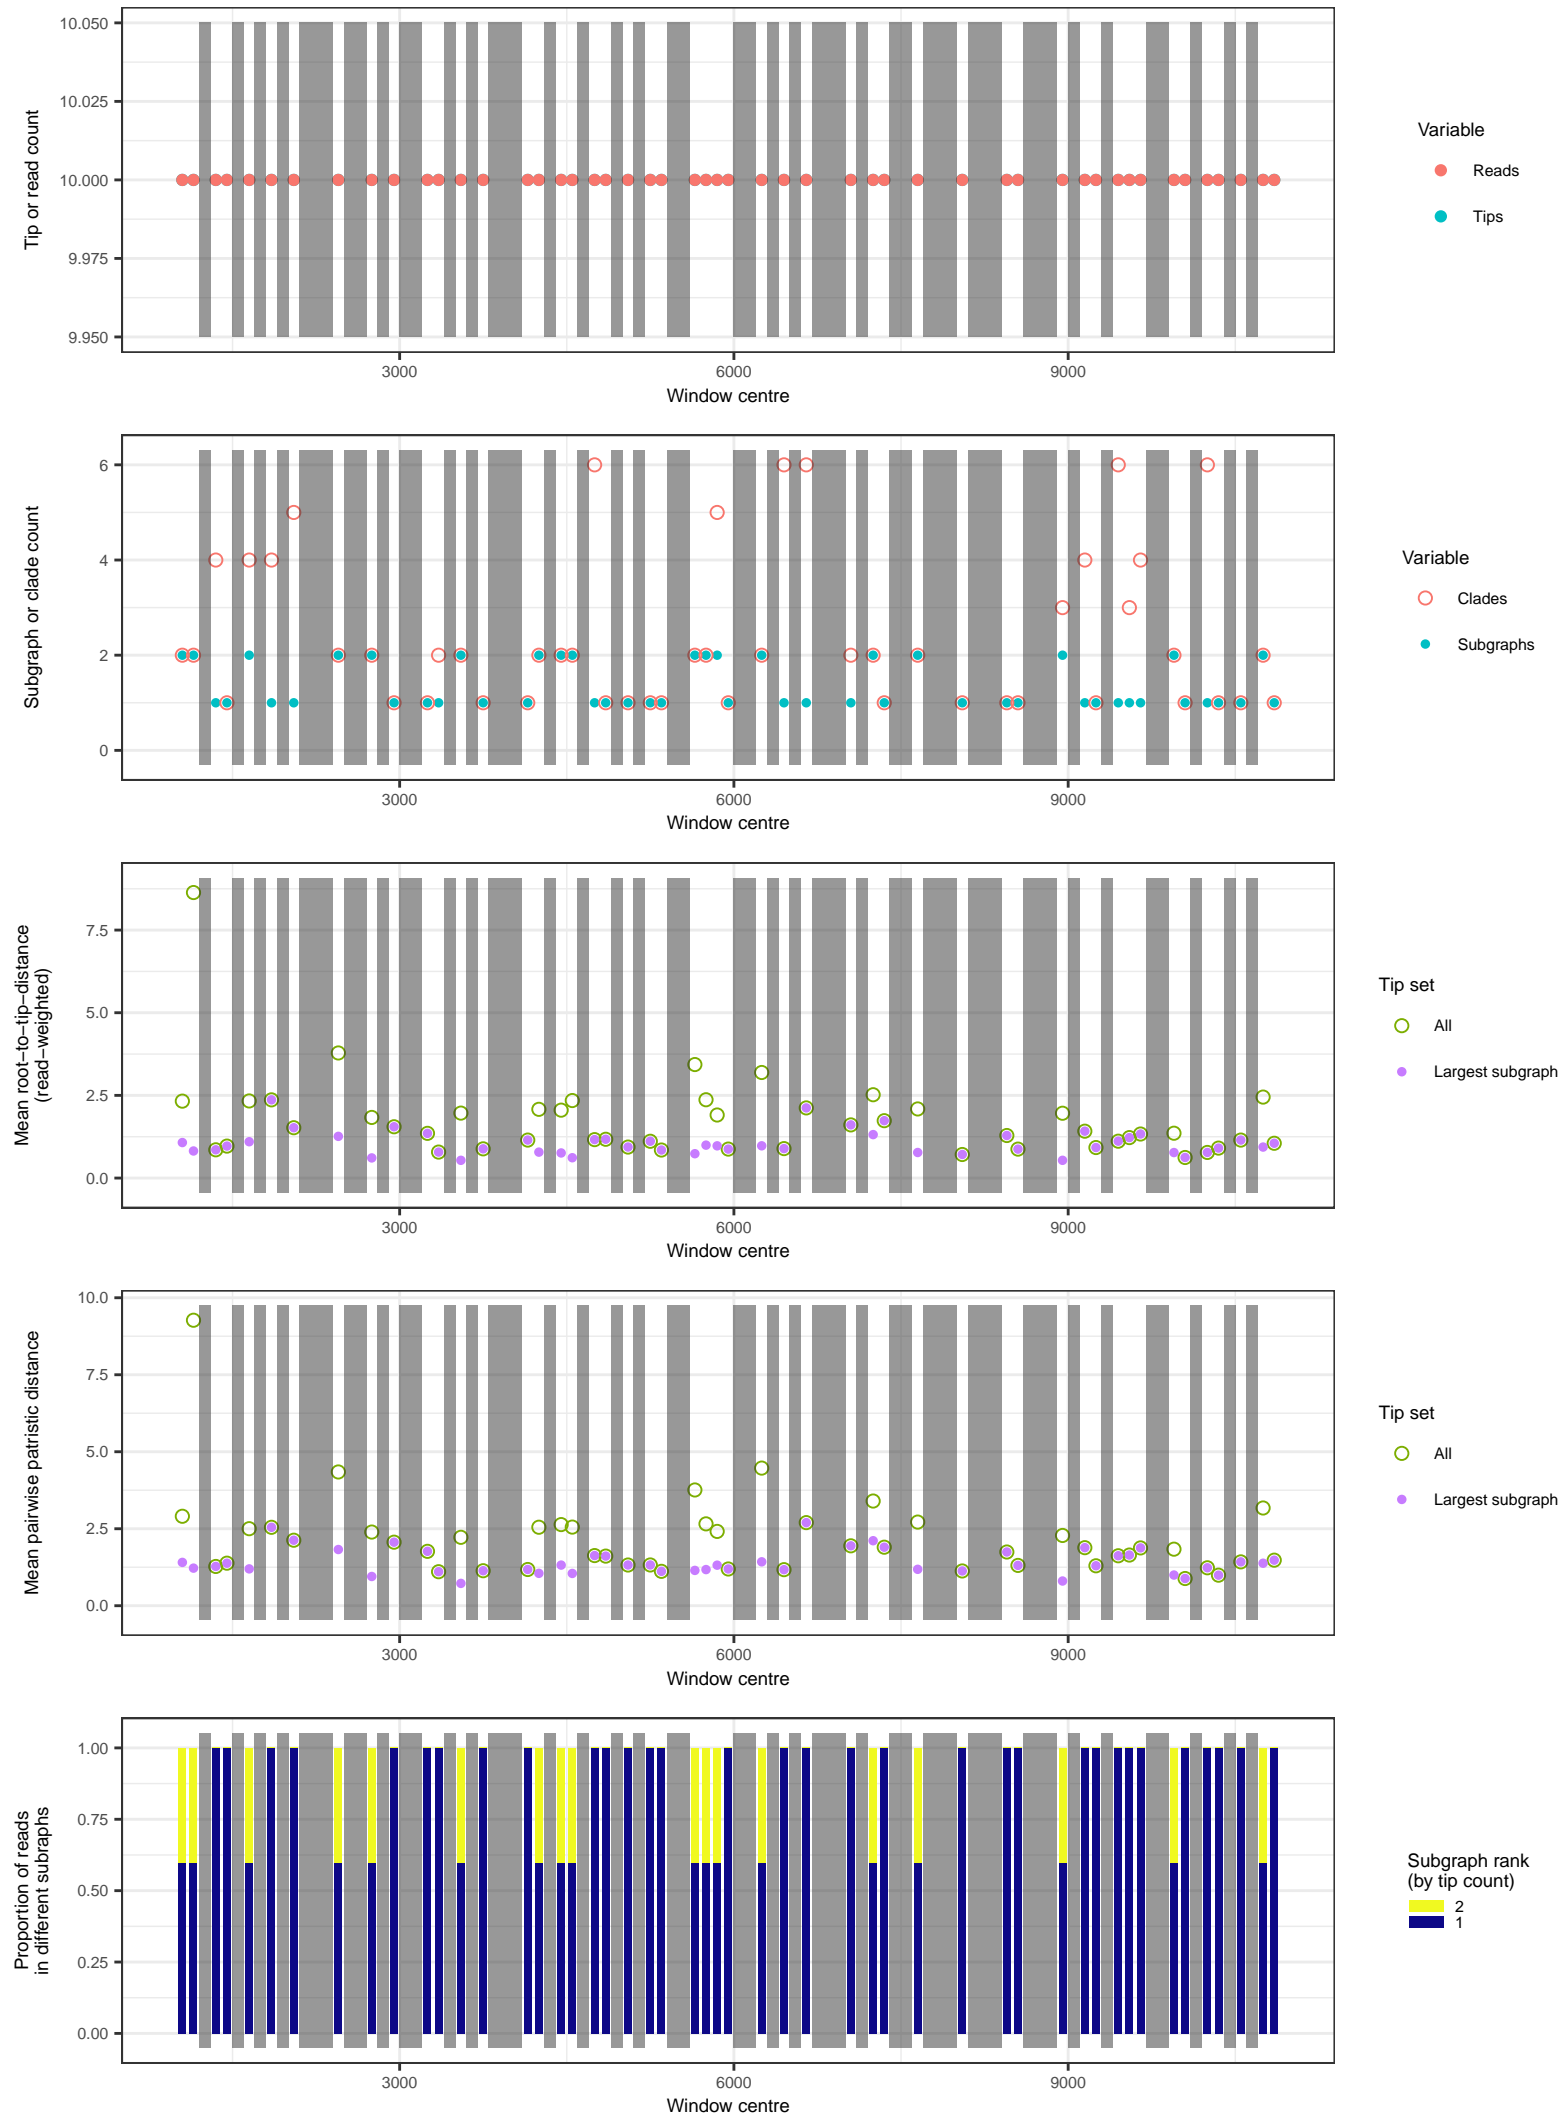 10.050
10.025
10.000
9.975
9.950
Tip or read count
3000
6000
9000
Window centre
Variable
Reads
Tips
6
4
2
0
Subgraph or clade count
3000
6000
9000
Window centre
Variable
Clades
Subgraphs
7.5
5.0
2.5
0.0
Mean root−to−tip−distance
(read−weighted)
3000
6000
9000
Window centre
Tip set
All
Largest subgraph
10.0
7.5
5.0
2.5
0.0
Mean pairwise patristic distance
3000
6000
9000
Window centre
Tip set
All
Largest subgraph
1.00
0.75
0.50
0.25
0.00
Proportion of reads
in different subraphs
3000
6000
9000
Window centre
Subgraph rank
(by tip count)
2
1